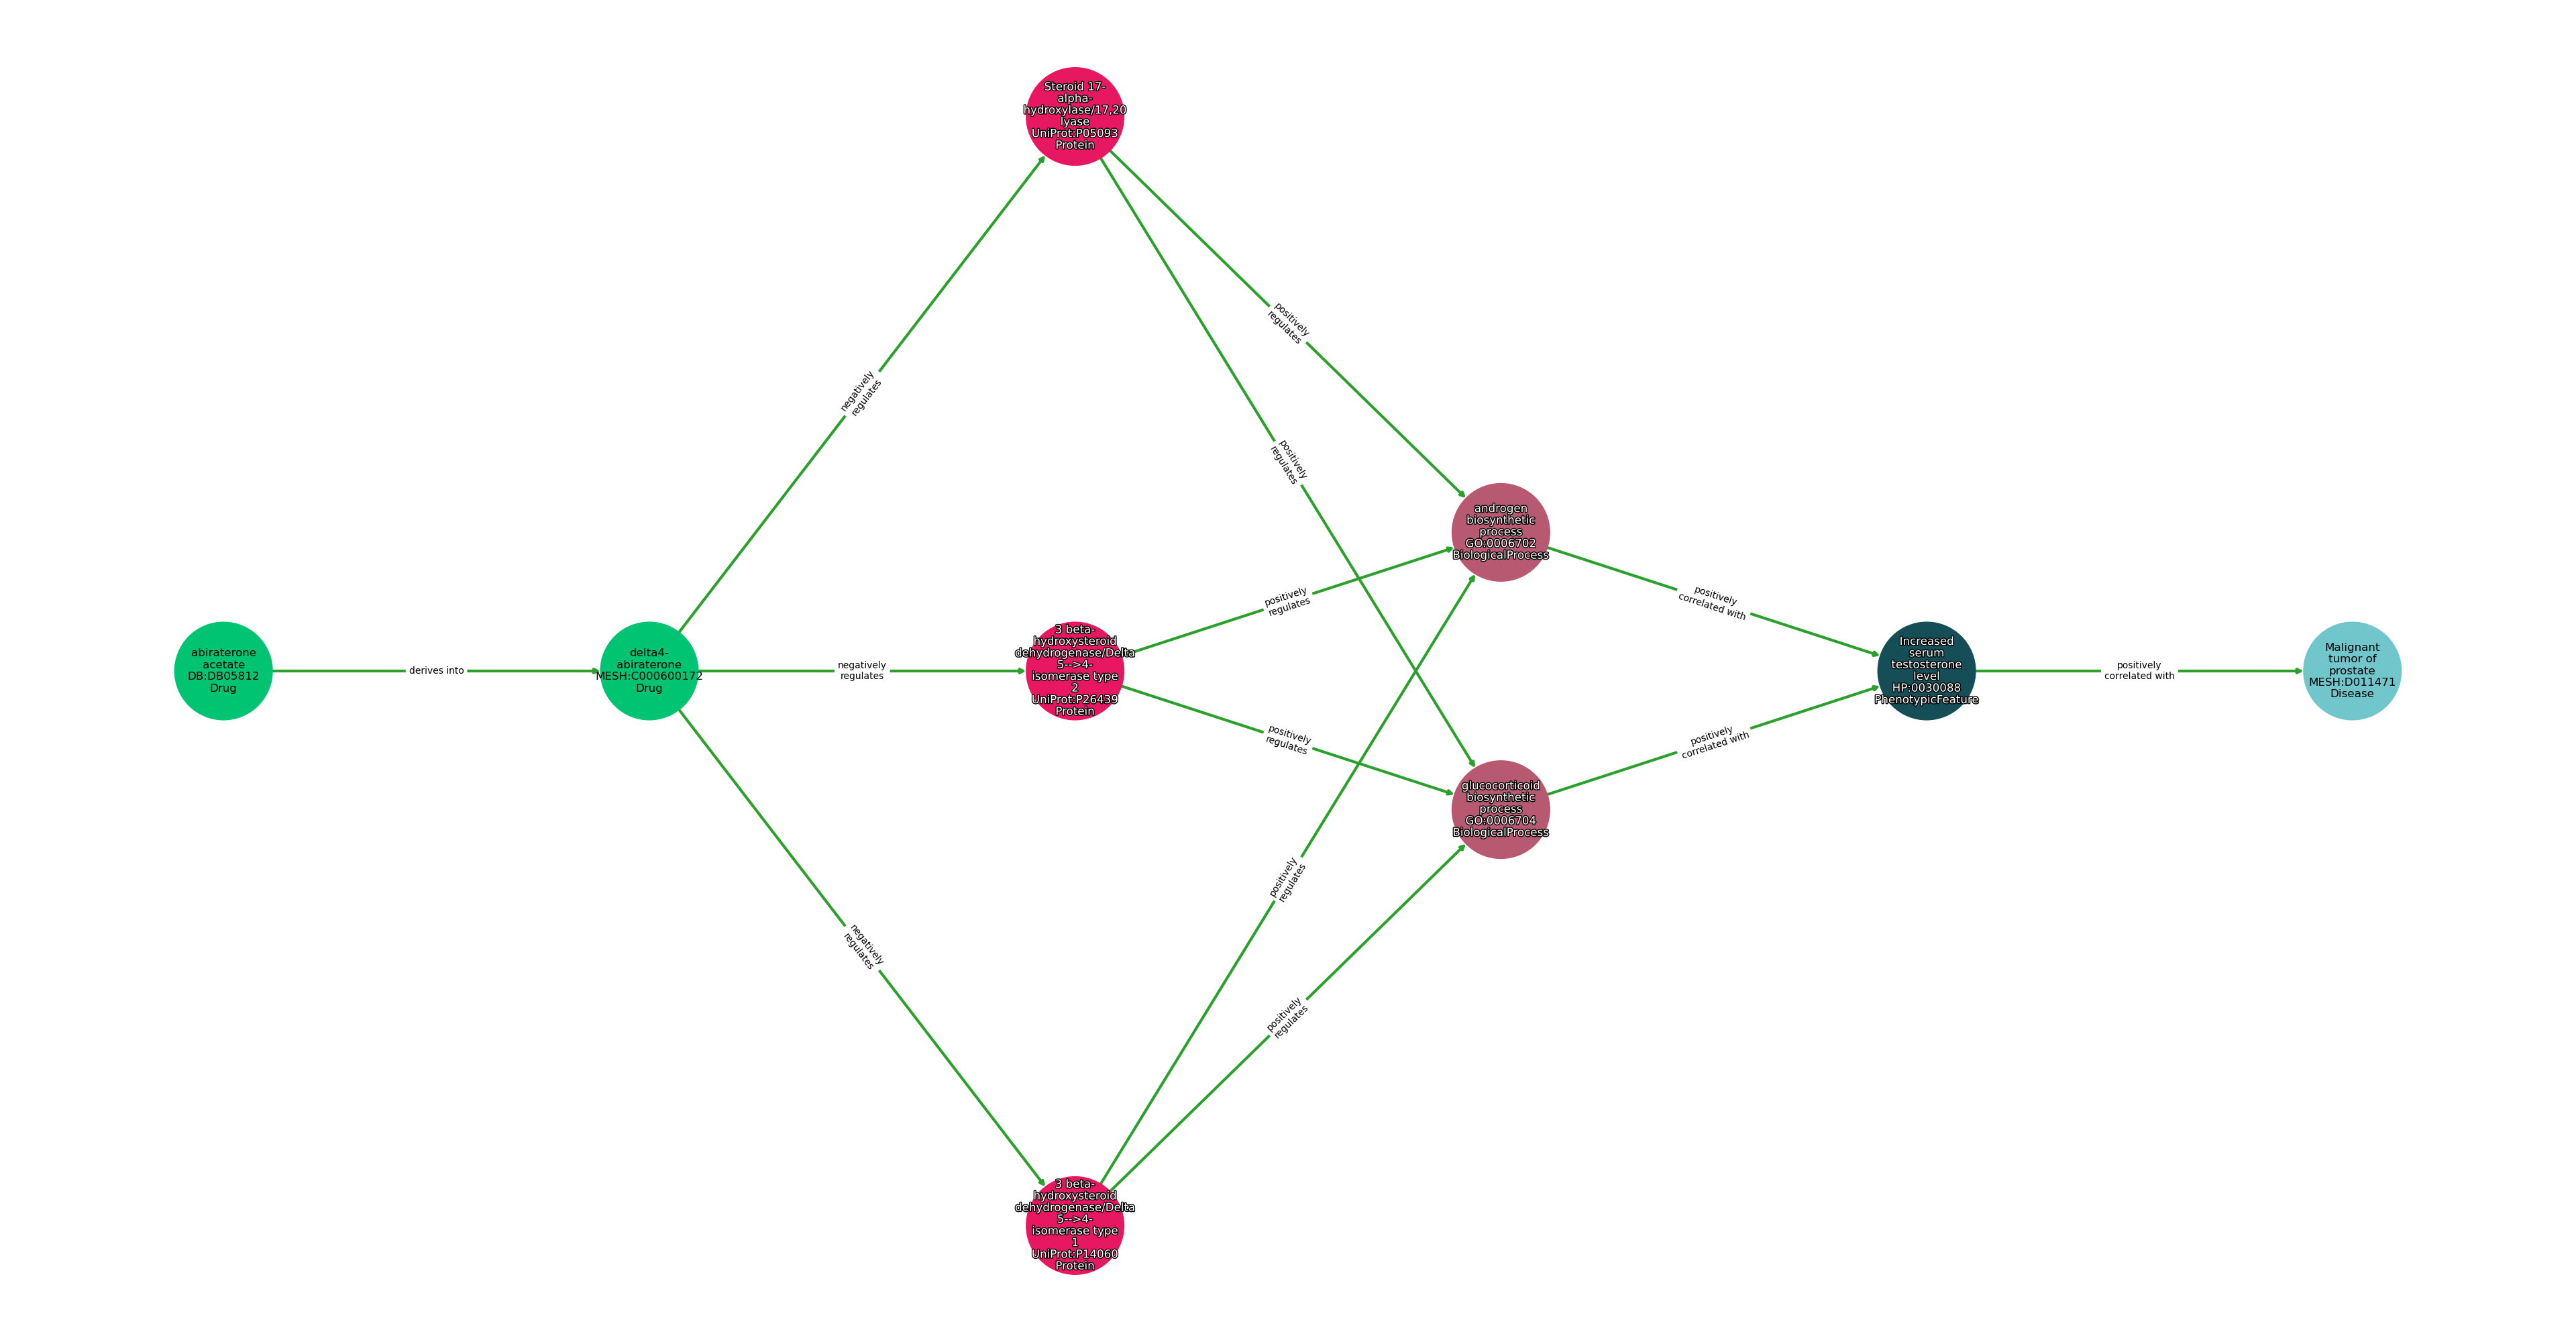 Steroid 17-
alpha-
hydroxylase/17,20
lyase
UniProt:P05093
Protein
positively
regulates
negatively
regulates
positively
regulates
androgen
biosynthetic
process
GO:0006702
BiologicalProcess
positively
regulates
positively
correlated with
abiraterone
acetate
DB:DB05812
Drug
derives into
delta4-
abiraterone
MESH:C000600172
Drug
negatively
regulates
3 beta-
hydroxysteroid
dehydrogenase/Delta
5-->4-
isomerase type
2
UniProt:P26439
Protein
Increased
serum
testosterone
level
HP:0030088
PhenotypicFeature
positively
correlated with
Malignant
tumor of
prostate
MESH:D011471
Disease
positively
regulates
positively
correlated with
glucocorticoid
biosynthetic
process
GO:0006704
BiologicalProcess
positively
regulates
negatively
regulates
positively
regulates
3 beta-
hydroxysteroid
dehydrogenase/Delta
5-->4-
isomerase type
1
UniProt:P14060
Protein